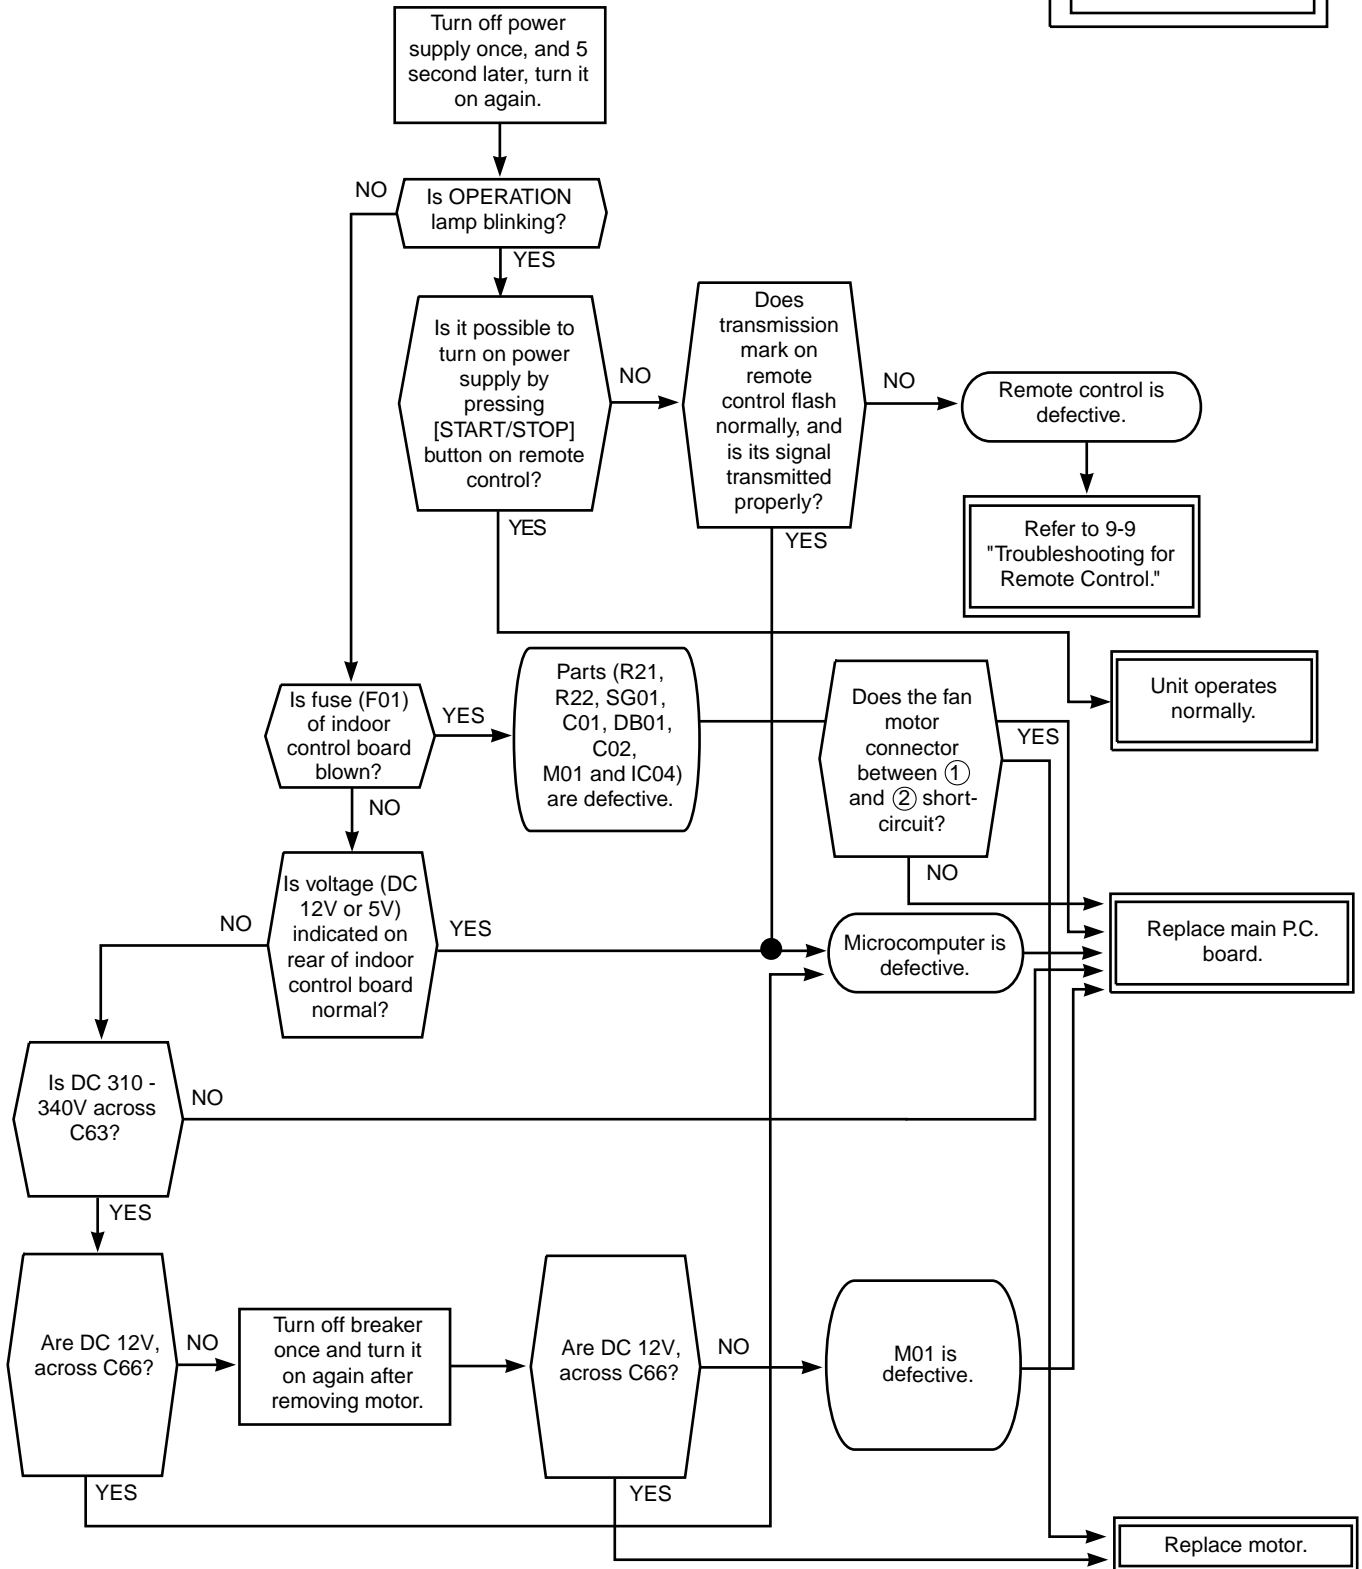 Turn off power
supply once, and 5
second later, turn it
on again.
NO
Is OPERATION
lamp blinking?
YES
Is it possible to
turn on power
supply by
pressing
[START/STOP]
button on remote
control?
NO
Does
transmission
mark on
remote
control flash
normally, and
is its signal
transmitted
properly?
NO
Remote control is
defective.
YES
YES
Refer to 9-9
"Troubleshooting for
Remote Control."
Unit operates
normally.
Is fuse (F01)
of indoor
control board
blown?
YES
Parts (R21,
R22, SG01,
C01, DB01,
C02,
M01 and IC04)
are defective.
Does the fan
motor
connector
between ①
and ② short-
circuit?
YES
NO
NO
Is voltage (DC
12V or 5V)
indicated on
rear of indoor
control board
normal?
NO
YES
Microcomputer is
defective.
Replace main P.C.
board.
Is DC 310 -
340V across
C63?
NO
YES
Are DC 12V,
across C66?
NO
Turn off breaker
once and turn it
on again after
removing motor.
Are DC 12V,
across C66?
NO
M01 is
defective.
YES
YES
Replace motor.